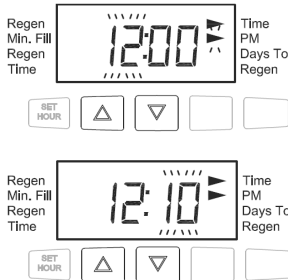 Regen
Min. Fill
Regen
Time
12:00
Time
PM
Days To
Regen
SET
HOUR
Regen
Min. Fill
Regen
Time
12:10
Time
PM
Days To
Regen
SET
HOUR